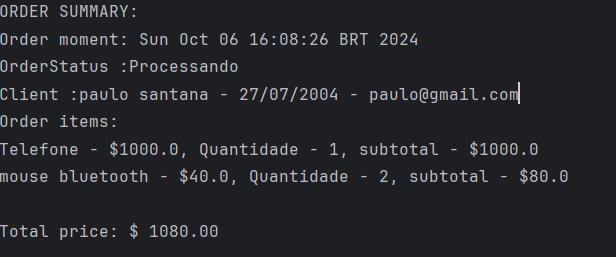 ORDER SUMMARY:
Order moment: Sun Oct 06 16:08:26 BRT 2024
OrderStatus :Processando
Client :paulo santana - 27/07/2004 - paulo@gmail.com
Order items:
Telefone - $1000.0, Quantidade - 1, subtotal - $1000.0
mouse bluetooth - $40.0, Quantidade - 2, subtotal - $80.0
Total price: $ 1080.00